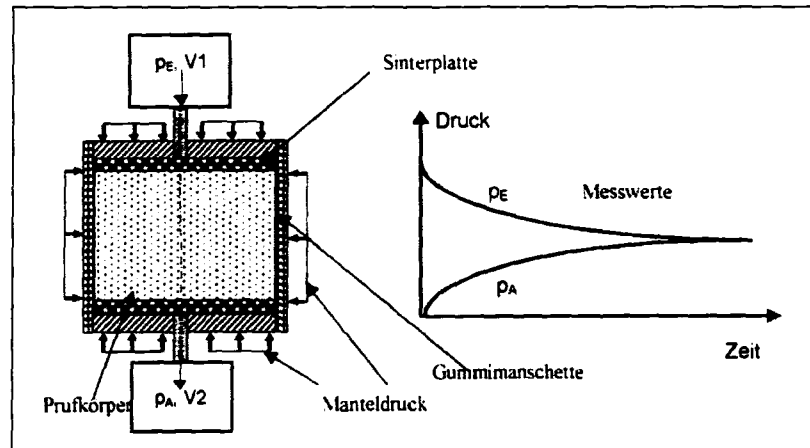 pE, V1
Sinterplatte
Druck
pE
Messwerte
pA
Zeit
Gummimanschette
Prufkörper
pA, V2
Manteldruck